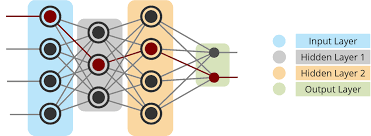 Input Layer
Hidden Layer 1
Hidden Layer 2
Output Layer